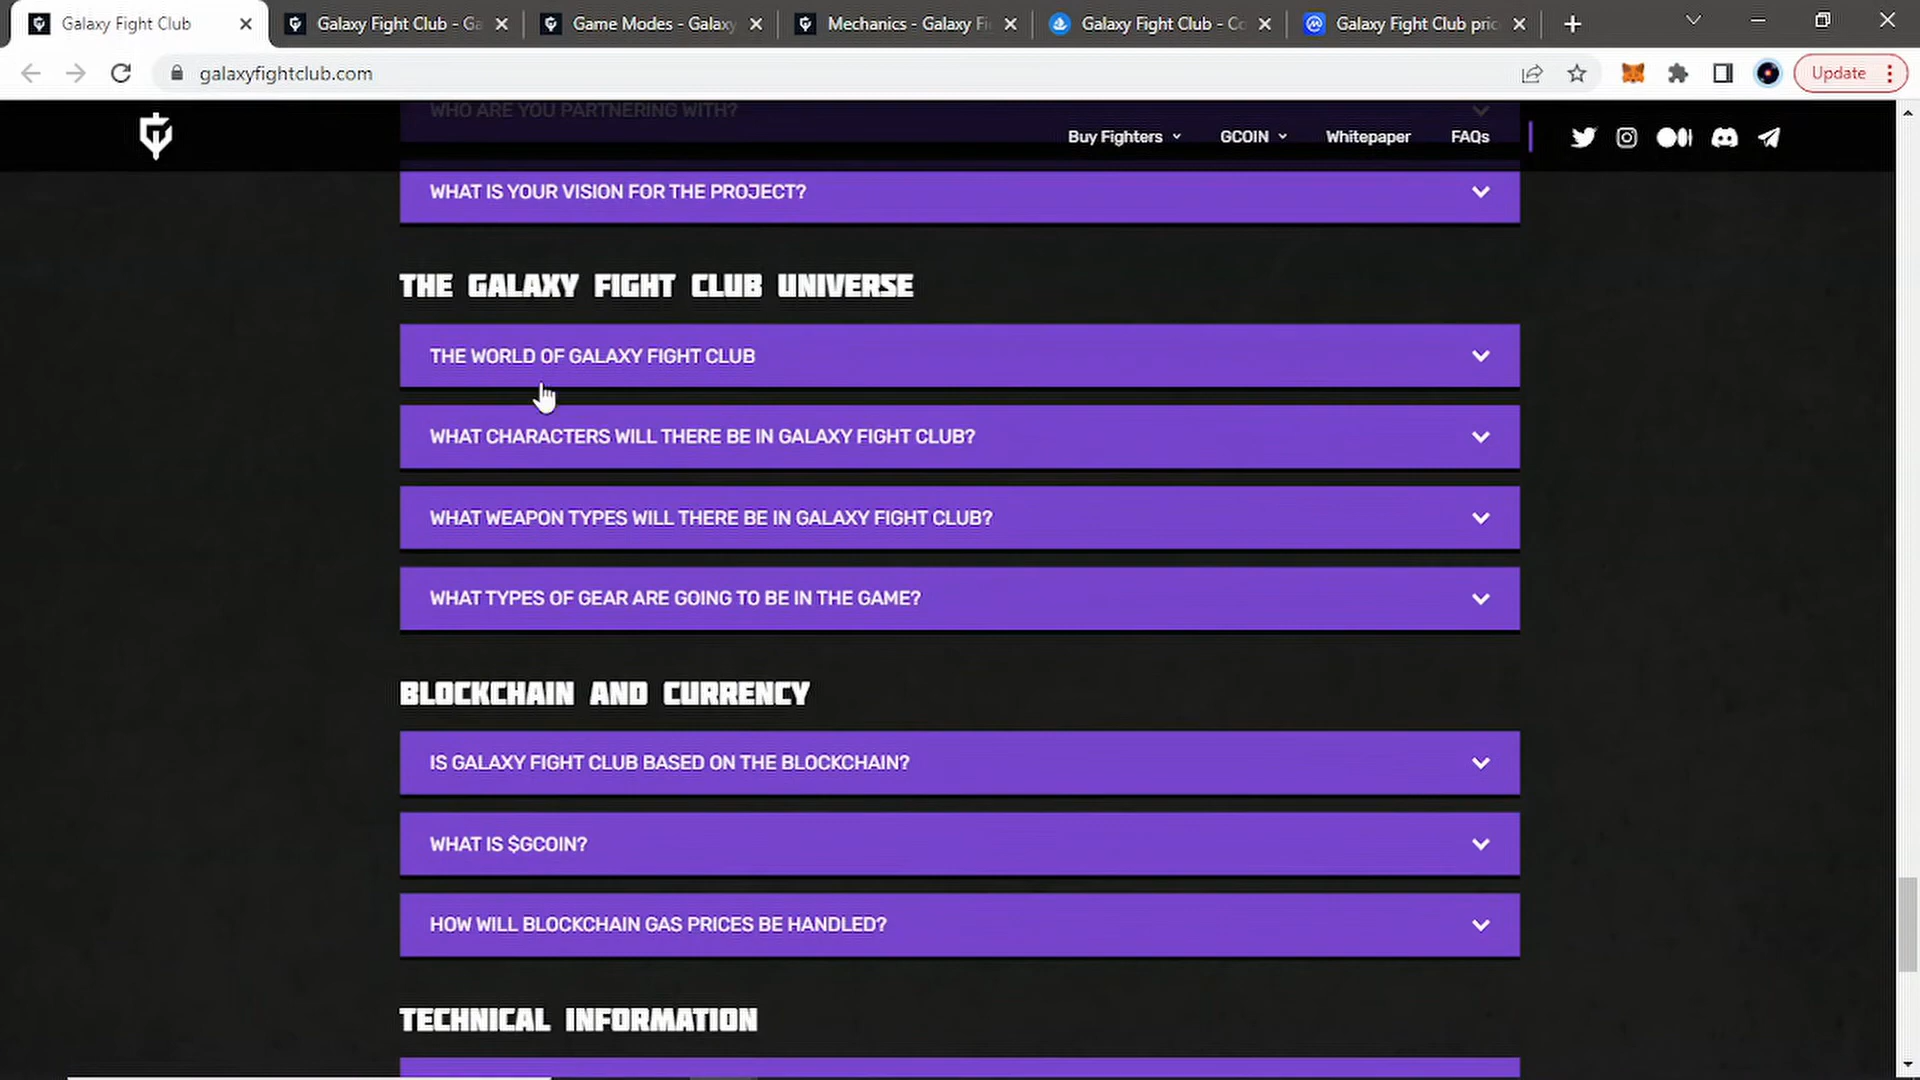 Galaxy Fight Club
Galaxy Fight Club - Ga
Game Modes - Galaxy
Mechanics - Galaxy Fi
Galaxy Fight Club - Co
Galaxy Fight Club pric
galaxyfightclub.com
Update
WHO ARE YOU PARTNERING WITH?
Buy Fighters
GCOIN
Whitepaper
FAQs
WHAT IS YOUR VISION FOR THE PROJECT?
THE GALAXY FIGHT CLUB UNIVERSE
THE WORLD OF GALAXY FIGHT CLUB
WHAT CHARACTERS WILL THERE BE IN GALAXY FIGHT CLUB?
WHAT WEAPON TYPES WILL THERE BE IN GALAXY FIGHT CLUB?
WHAT TYPES OF GEAR ARE GOING TO BE IN THE GAME?
BLOCKCHAIN AND CURRENCY
IS GALAXY FIGHT CLUB BASED ON THE BLOCKCHAIN?
WHAT IS $GCOIN?
HOW WILL BLOCKCHAIN GAS PRICES BE HANDLED?
TECHNICAL INFORMATION